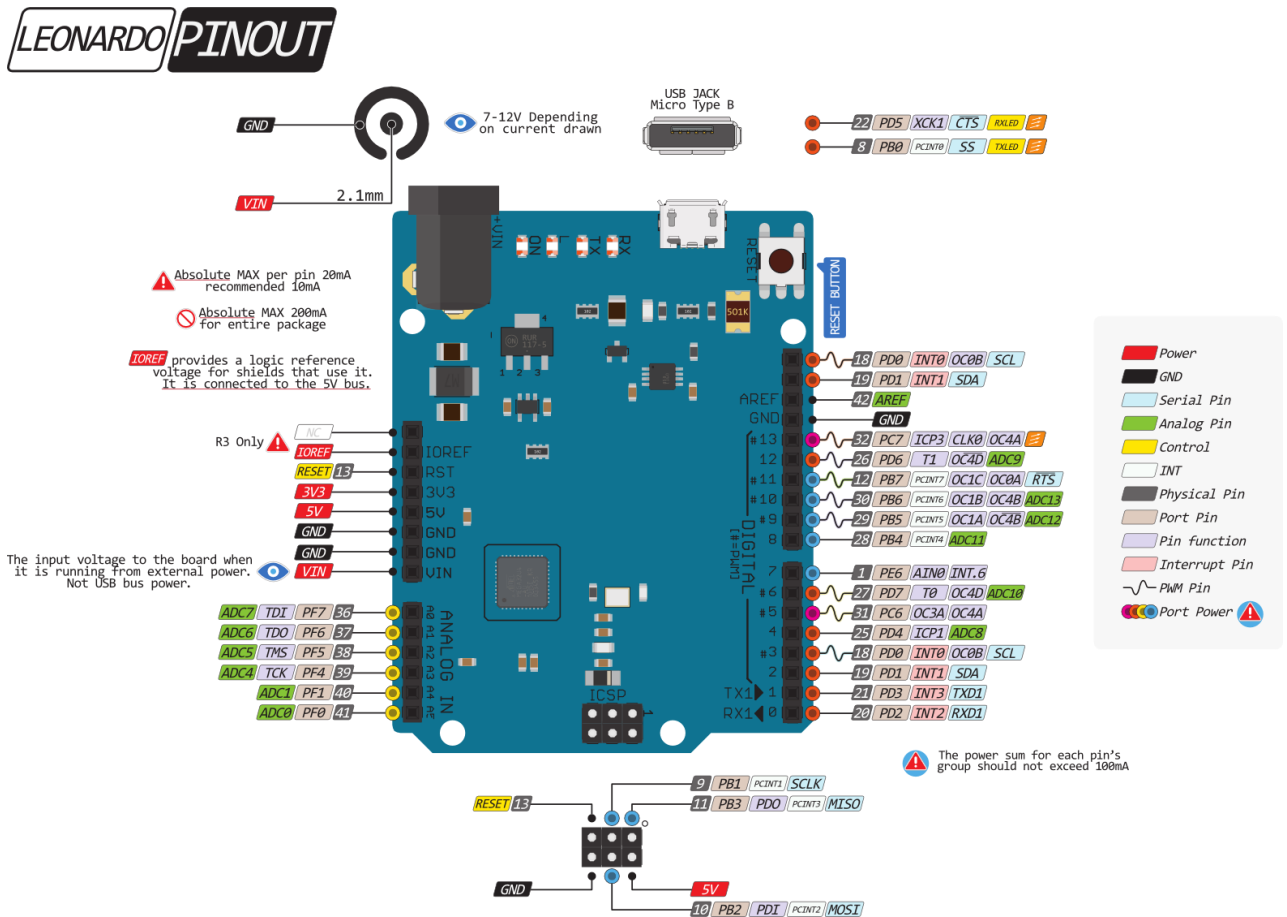 LEONARDO PINOUT
USB JACK
Micro Type B
GND
7-12V Depending
on current drawn
VIN
2.1mm
22 PD5 XCK1 CTS RXLED
8 PB0 PCINT0 SS TXLED
+VIN
ON
L
TX
RX
RESET
RESET BUTTON
501K
Absolute MAX per pin 20mA
recommended 10mA
Absolute MAX 200mA
for entire package
IOREF provides a logic reference
voltage for shields that use it.
It is connected to the 5V bus.
R3 Only
NC
IOREF
RESET 13
3V3
5V
GND
GND
VIN
The input voltage to the board when
it is running from external power.
Not USB bus power.
ADC7 TDI PF7 36
ADC6 TDO PF6 37
ADC5 TMS PF5 38
ADC4 TCK PF4 39
ADC1 PF1 40
ADC0 PF0 41
1 2 3
4
IOREF
RST
3V3
5V
GND
GND
VIN
A0
A1
A2
A3
A4
ANALOG IN
ICSP
1
AREF
GND
#13
12
#11
#10
#9
8
7
#6
#5
4
#3
2
TX1 1
RX1 0
DIGITAL
[#=PWM]
18 PD0 INT0 OC0B SCL
19 PD1 INT1 SDA
42 AREF
GND
32 PC7 ICP3 CLK0 OC4A
26 PD6 T1 OC4D ADC9
12 PB7 PCINT7 OC1C OC0A RTS
30 PB6 PCINT6 OC1B OC4B ADC13
29 PB5 PCINT5 OC1A OC4B ADC12
28 PB4 PCINT4 ADC11
1 PE6 AIN0 INT.6
27 PD7 T0 OC4D ADC10
31 PC6 OC3A OC4A
25 PD4 ICP1 ADC8
18 PD0 INT0 OC0B SCL
19 PD1 INT1 SDA
21 PD3 INT3 TXD1
20 PD2 INT2 RXD1
Power
GND
Serial Pin
Analog Pin
Control
INT
Physical Pin
Port Pin
Pin function
Interrupt Pin
PWM Pin
Port Power
The power sum for each pin's
group should not exceed 100mA
9 PB1 PCINT1 SCLK
RESET 13
11 PB3 PDO PCINT3 MISO
GND
5V
10 PB2 PDI PCINT2 MOSI